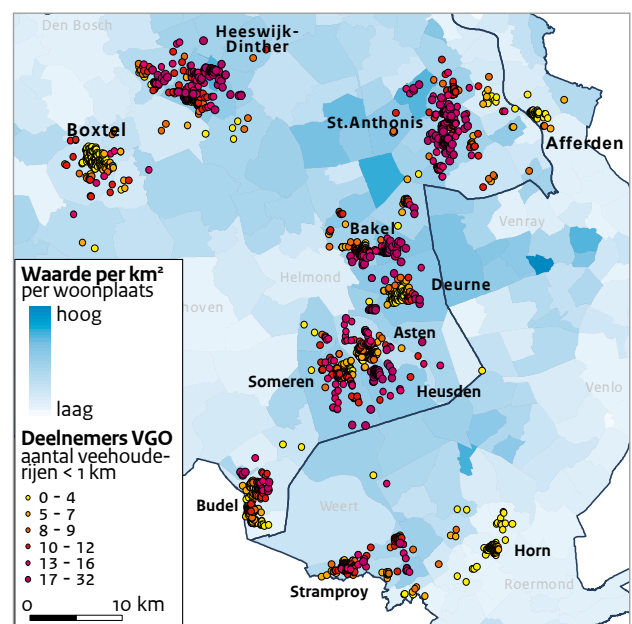 Den Bosch
Heeswijk-
Dinther
Boxtel
St.Anthonis
Afferden
Venray
Bakel
Helmond
Deurne
hoven
Asten
Someren
Heusden
Venlo
Budel
Weert
Horn
Stramproy
Roermond
Waarde per km²
per woonplaats
hoog
laag
Deelnemers VGO
aantal veehoude-
rijen < 1 km
0 - 4
5 - 7
8 - 9
10 - 12
13 - 16
17 - 32
0 10 km